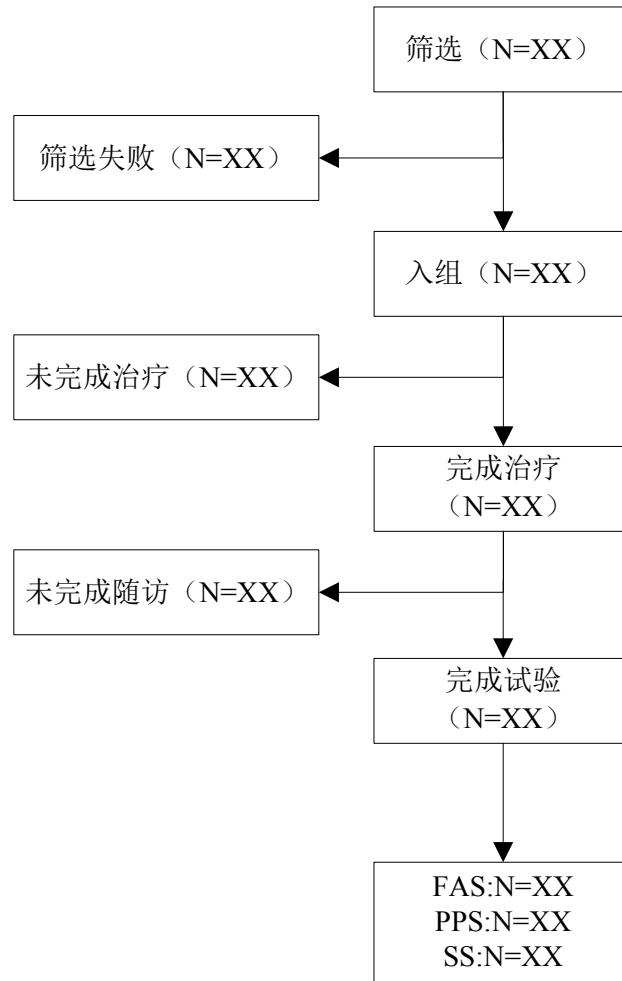 筛选（N=XX）
筛选失败（N=XX）
入组（N=XX）
未完成治疗（N=XX）
完成治疗
（N=XX）
未完成随访（N=XX）
完成试验
（N=XX）
FAS:N=XX
PPS:N=XX
SS:N=XX